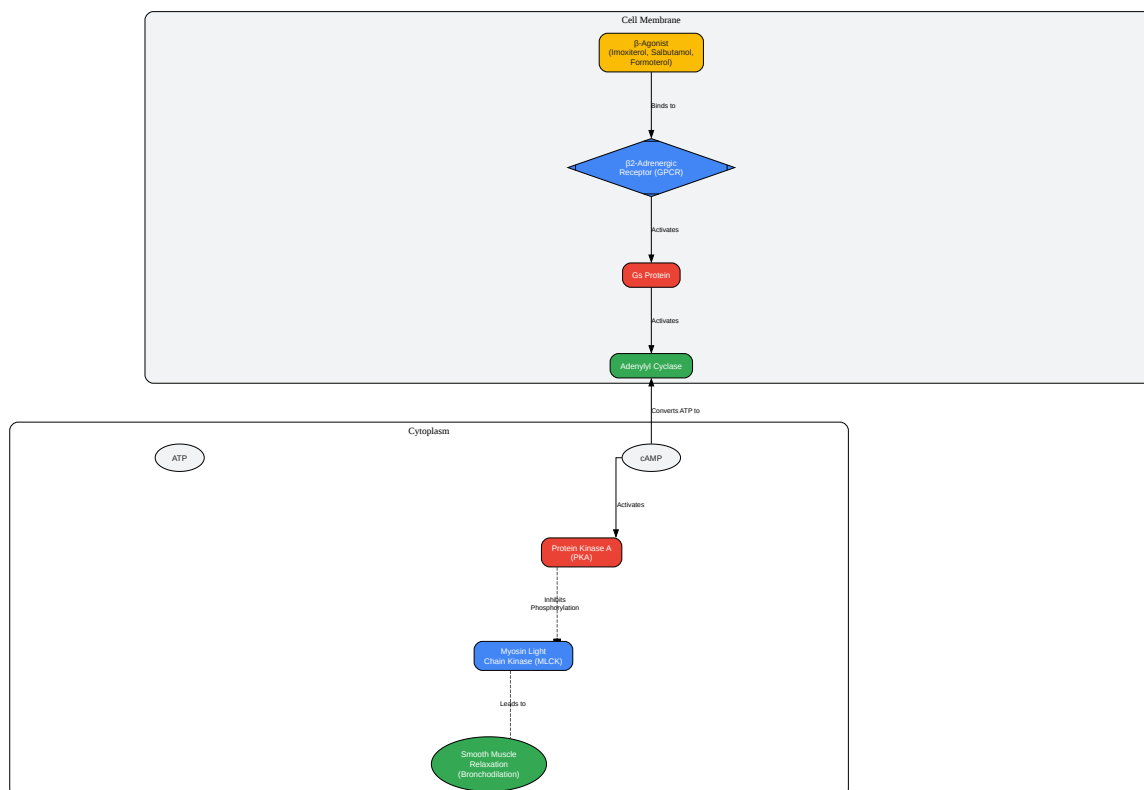 Cell Membrane
β-Agonist
(Imoxiterol, Salbutamol,
Formoterol)
Binds to
β2-Adrenergic
Receptor (GPCR)
Activates
Gs Protein
Activates
Adenylyl Cyclase
Converts ATP to
Cytoplasm
ATP
cAMP
Activates
Protein Kinase A
(PKA)
Inhibits
Phosphorylation
Myosin Light
Chain Kinase (MLCK)
Leads to
Smooth Muscle
Relaxation
(Bronchodilation)